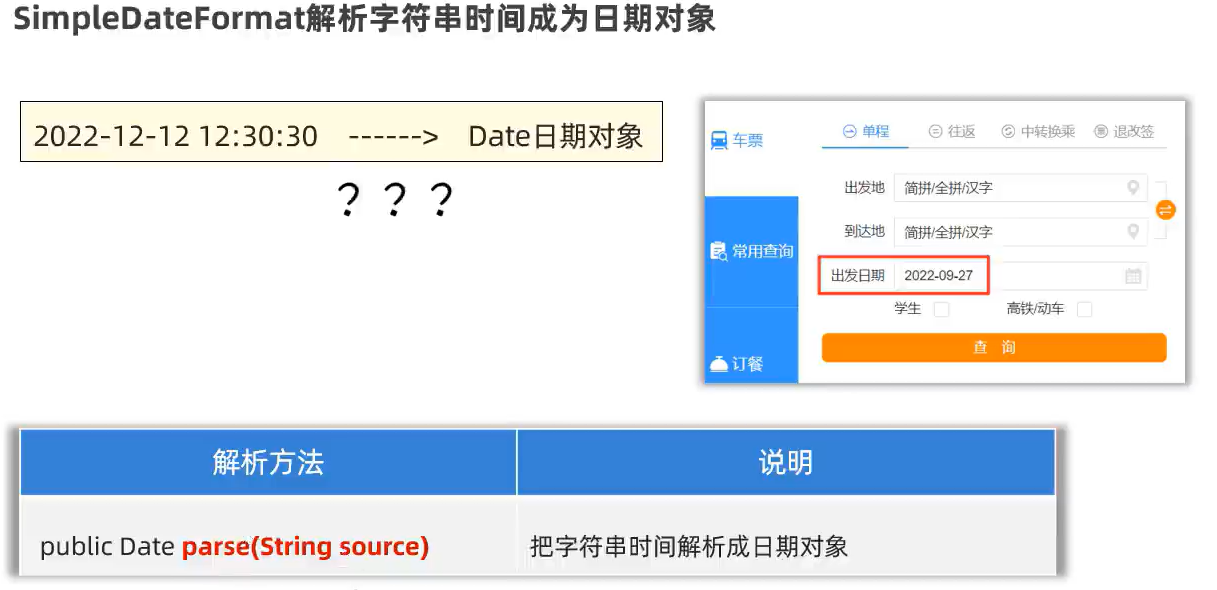 SimpleDateFormat解析字符串时间成为日期对象
2022-12-12 12:30:30 ------> Date日期对象
？？？
车票
单程 往返 中转换乘 退改签
出发地 简拼/全拼/汉字
到达地 简拼/全拼/汉字
常用查询
出发日期 2022-09-27
学生 高铁/动车
查 询
订餐
解析方法 说明
public Date parse(String source) 把字符串时间解析成日期对象